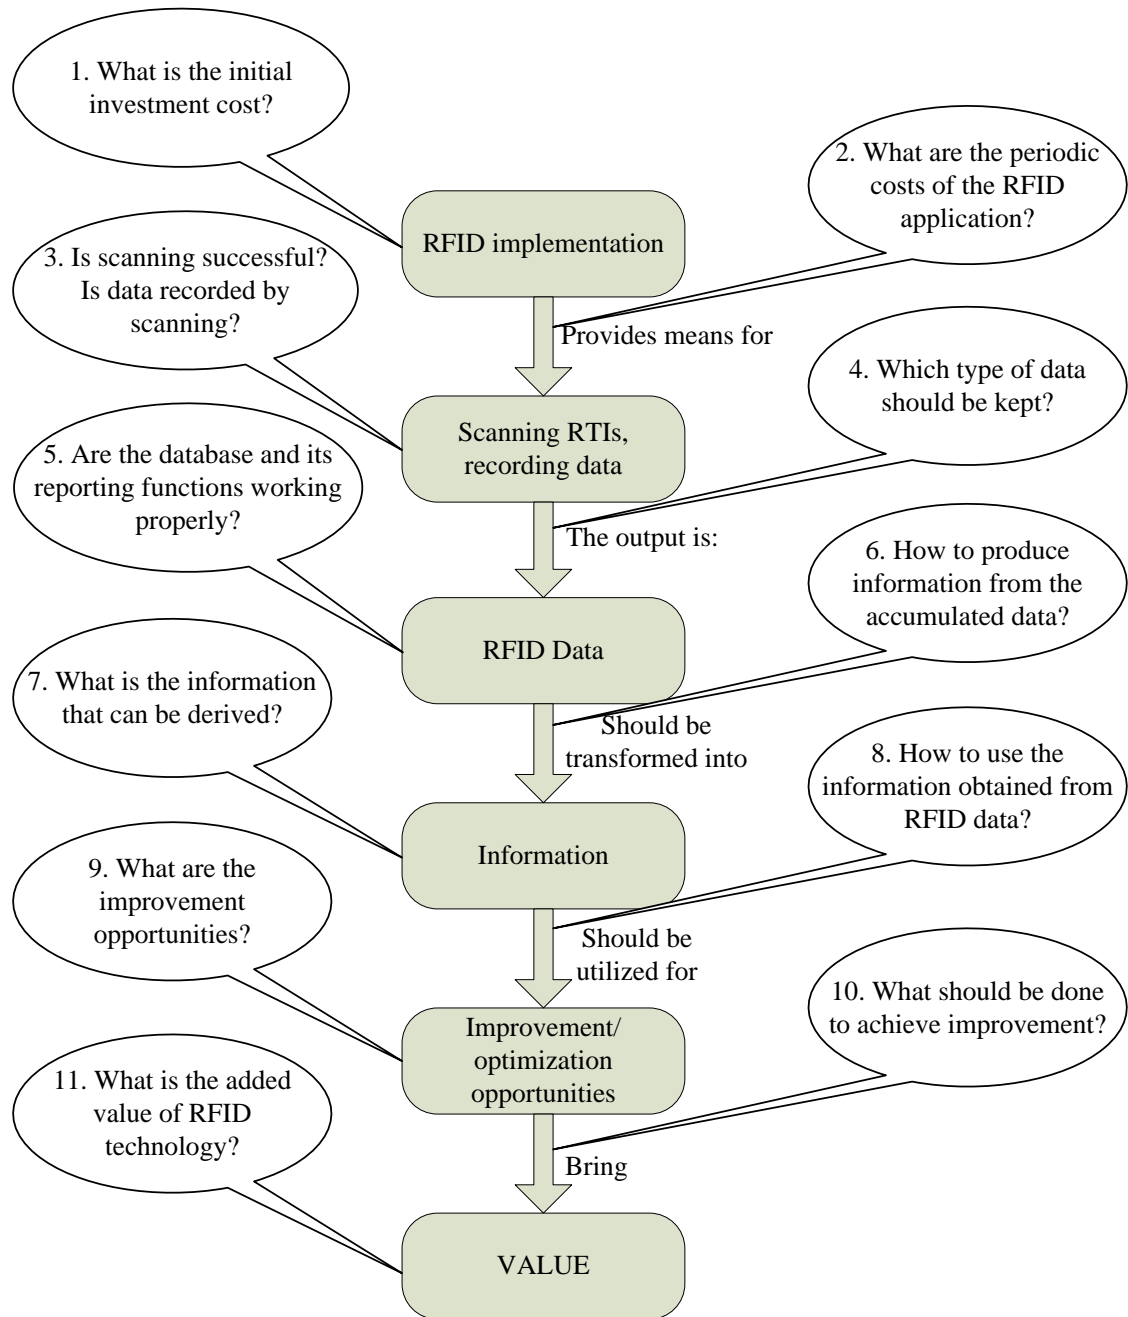 1. What is the initial
investment cost?
2. What are the periodic
costs of the RFID
application?
RFID implementation
3. Is scanning successful?
Is data recorded by
scanning?
Provides means for
4. Which type of data
should be kept?
Scanning RTIs,
recording data
5. Are the database and its
reporting functions working
properly?
The output is:
6. How to produce
information from the
accumulated data?
RFID Data
7. What is the information
that can be derived?
Should be
transformed into
8. How to use the
information obtained from
RFID data?
Information
9. What are the
improvement
opportunities?
Should be
utilized for
10. What should be done
to achieve improvement?
Improvement/
optimization
opportunities
11. What is the added
value of RFID
technology?
Bring
VALUE